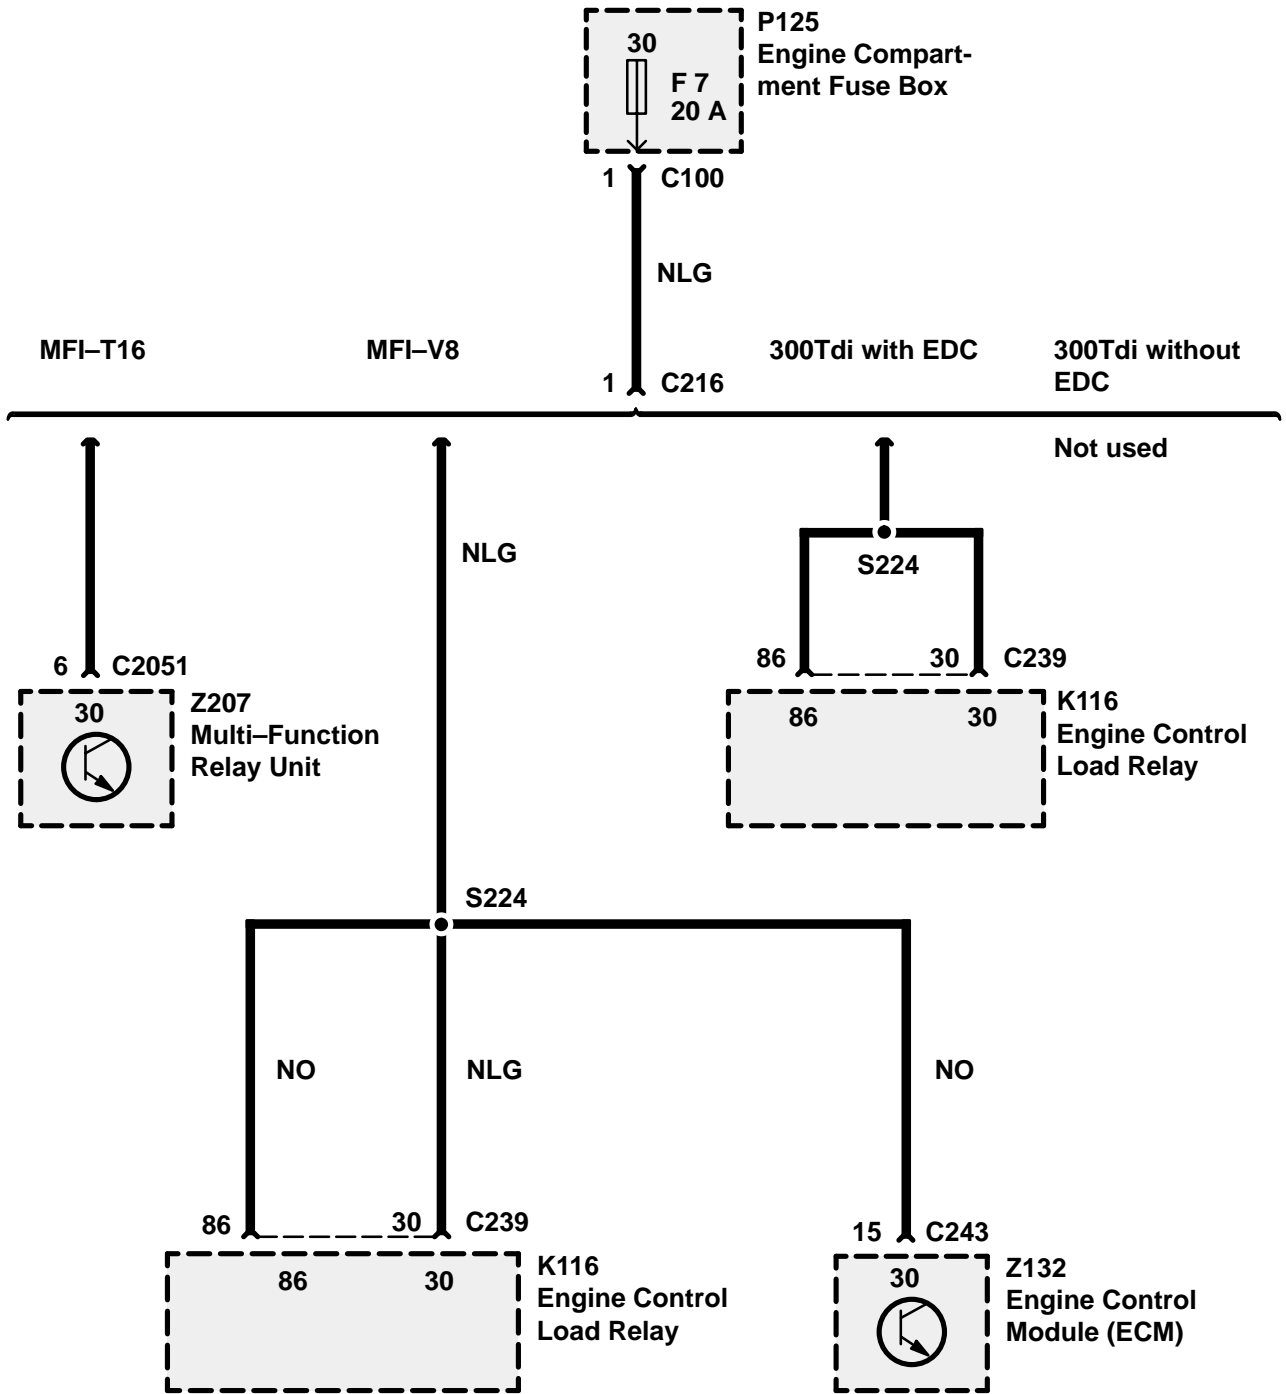 P125
Engine Compart-
ment Fuse Box
30
F 7
20 A
1 C100
NLG
MFI–T16
MFI–V8
300Tdi with EDC
300Tdi without
EDC
1 C216
Not used
NLG
S224
6 C2051
86 30 C239
Z207
Multi–Function
Relay Unit
30
K116
Engine Control
Load Relay
86 30
S224
NO
NLG
NO
86 30 C239
15 C243
K116
Engine Control
Load Relay
86 30
Z132
Engine Control
Module (ECM)
30